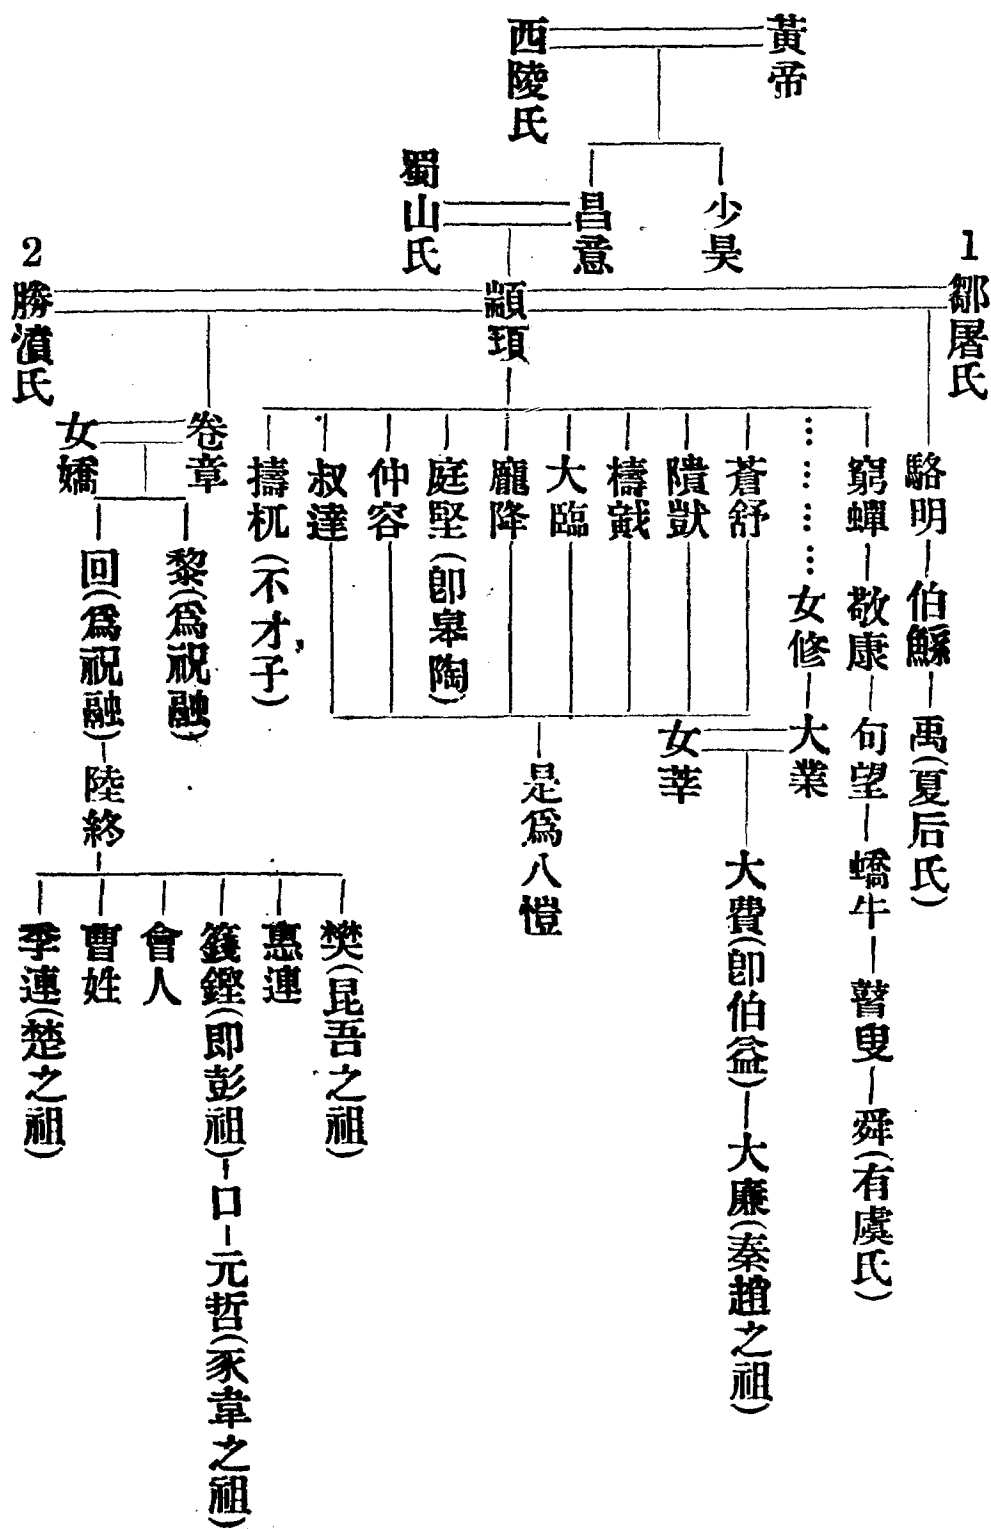 黃帝
西陵氏
少昊
昌意
蜀山氏
1
鄒屠氏
顓頊
2
勝濆氏
駱明
伯鯀
禹(夏后氏)
窮蟬
敬康
句望
蟜牛
瞽叟
舜(有虞氏)
女修
大業
女莘
大費(卽伯益)
大廉(秦趙之祖)
蒼舒
隤敳
檮戭
大臨
龐降
庭堅(卽皋陶)
仲容
叔達
是爲八愷
擣杌(不才子)
卷章
女嬌
黎(爲祝融)
回(爲祝融)
陸終
樊(昆吾之祖)
惠連
籛鏗(即彭祖)
口
元哲(豕韋之祖)
會人
曹姓
季連(楚之祖)